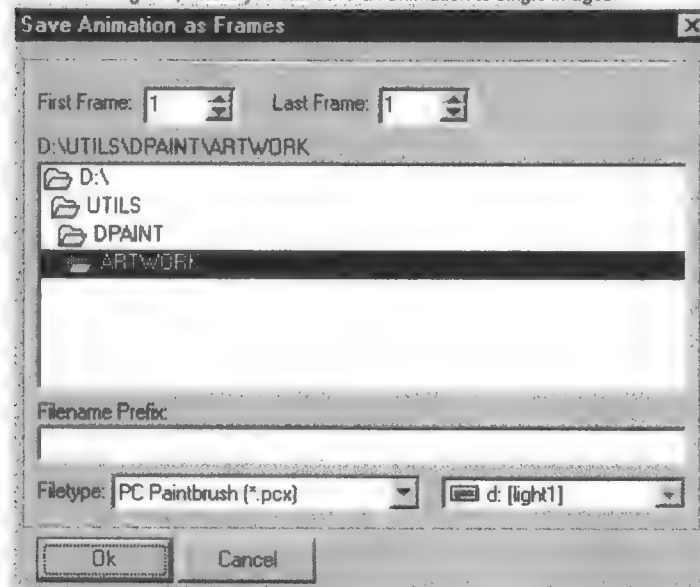 Save Animation as Frames
First Frame: 1 Last Frame: 1
D:\UTILS\DPAINT\ARTWORK
D:\
UTILS
DPAINT
ARTWORK
Filename Prefix:
Filetype: PC Paintbrush (*.pcx) d: [light1]
Ok Cancel